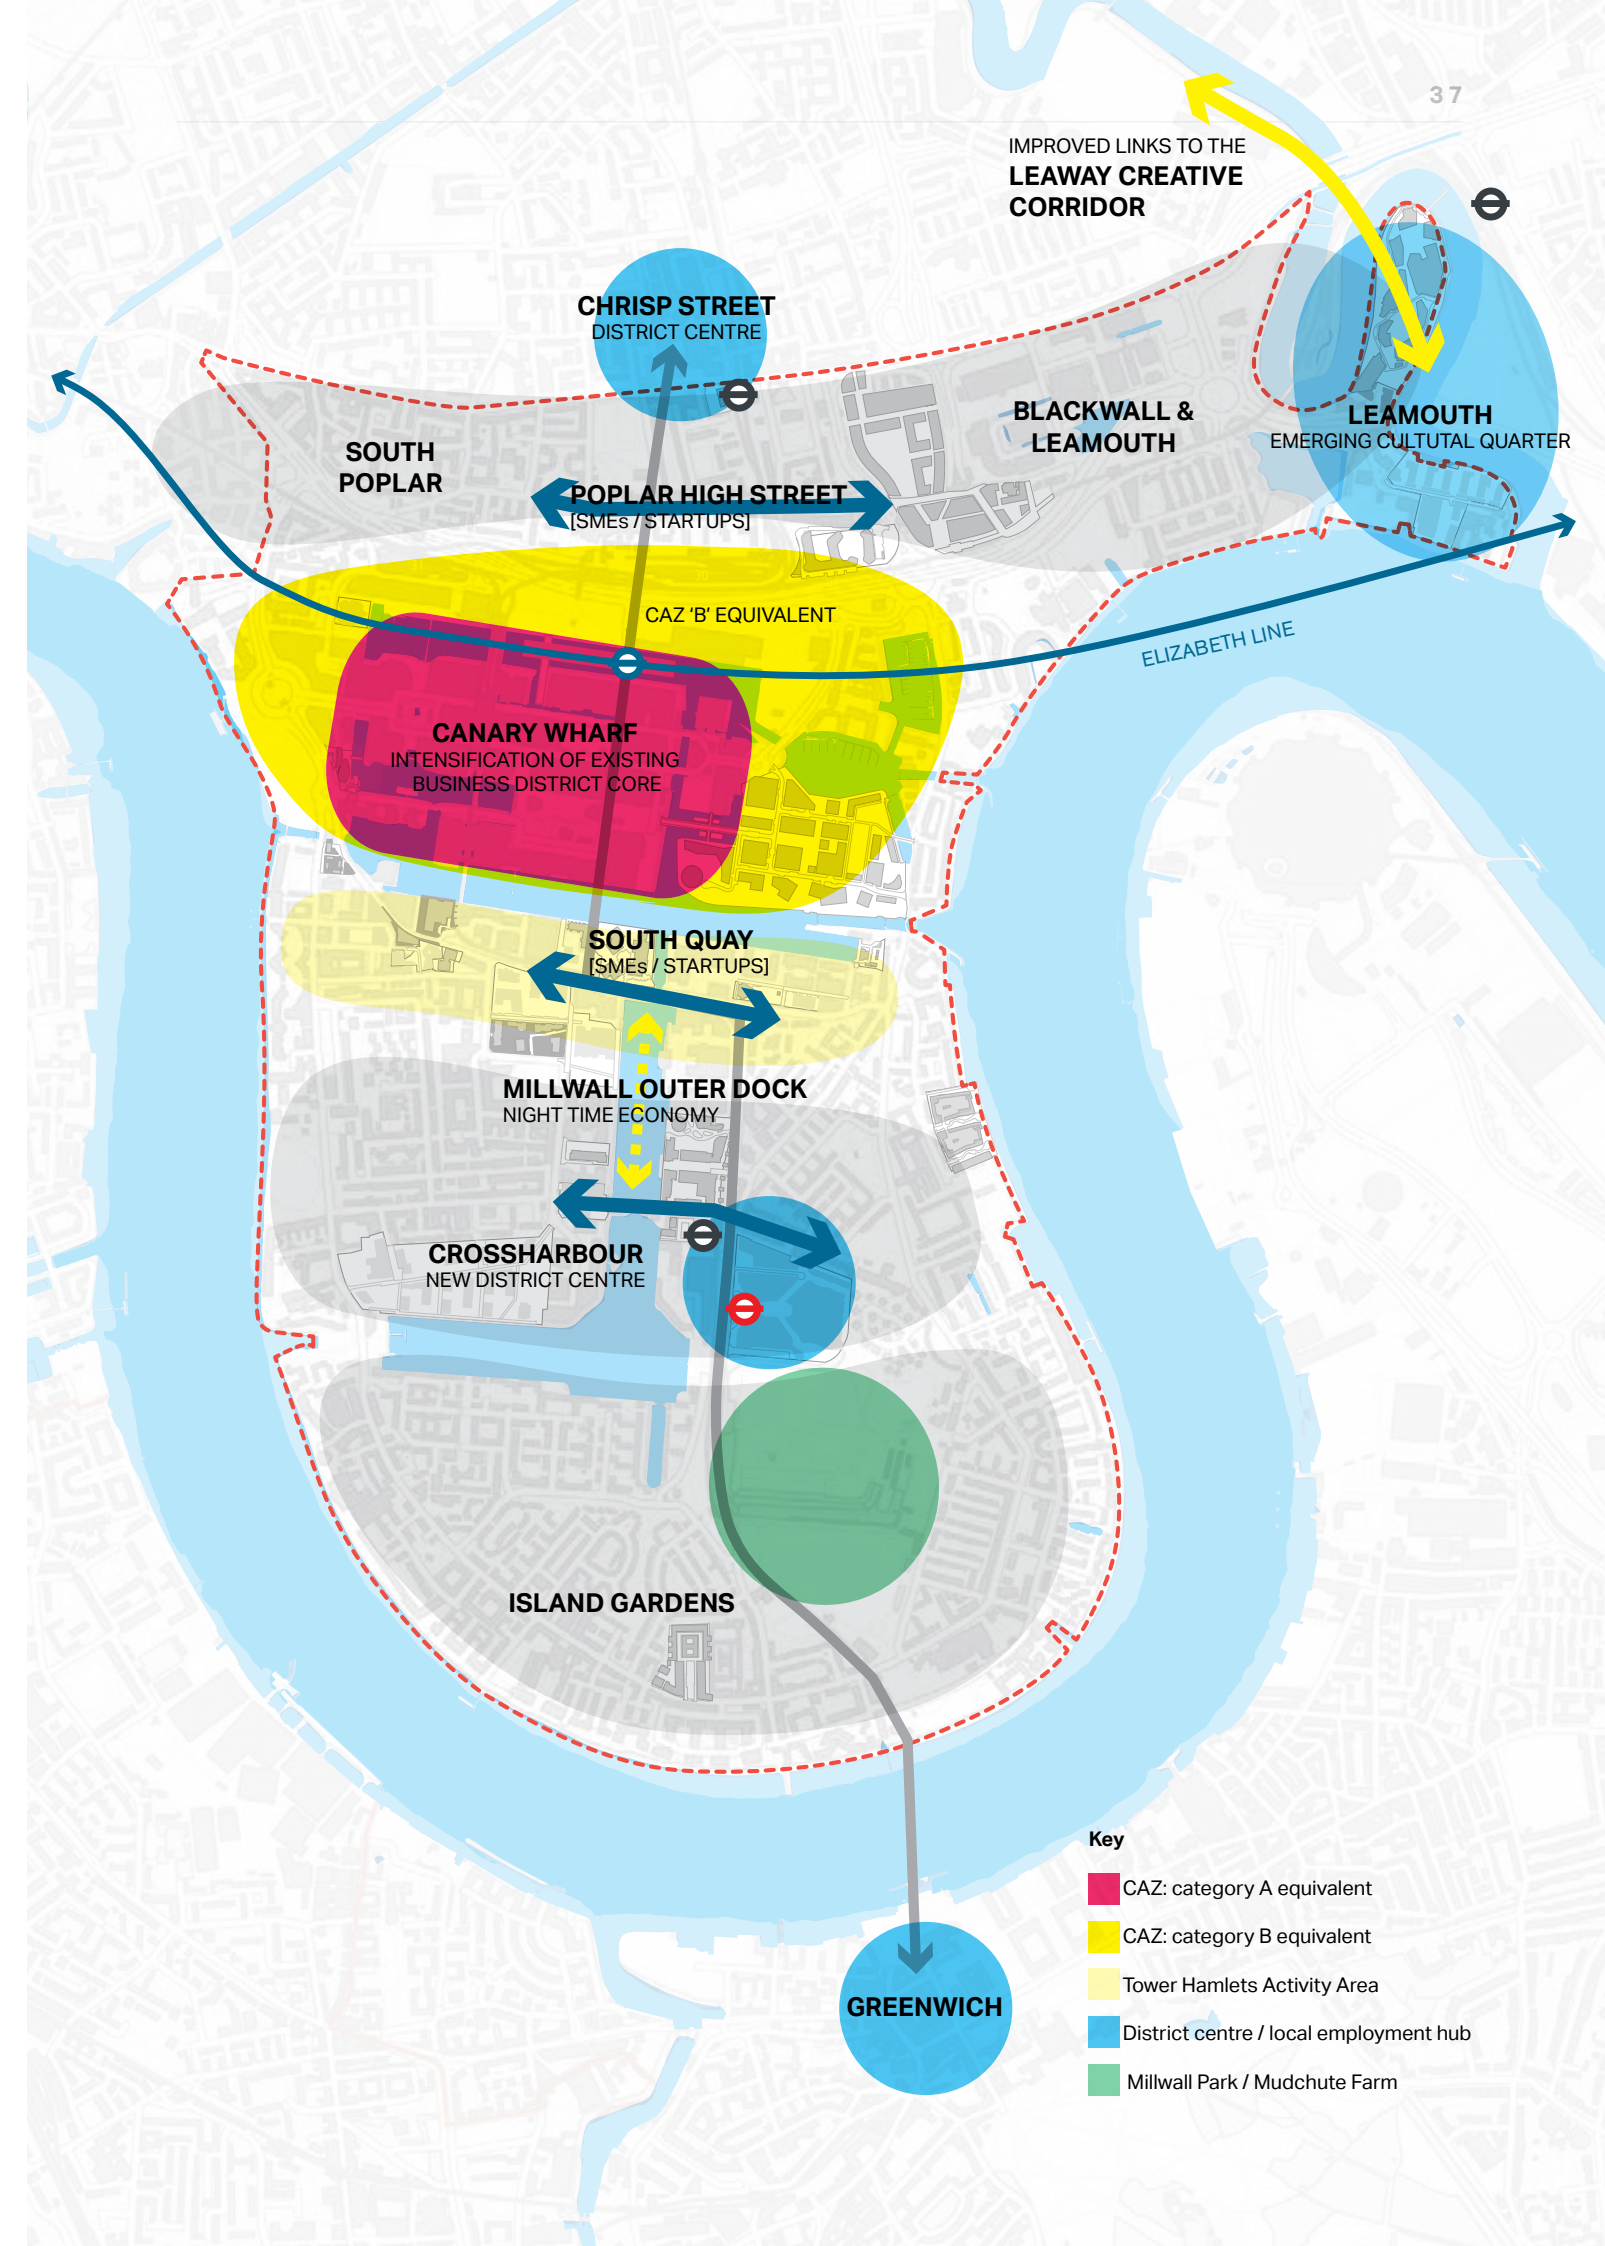 37
IMPROVED LINKS TO THE
LEAWAY CREATIVE
CORRIDOR
CHRISP STREET
DISTRICT CENTRE
BLACKWALL &
LEAMOUTH
LEAMOUTH
EMERGING CULTUTAL QUARTER
SOUTH
POPLAR
POPLAR HIGH STREET
[SMEs / STARTUPS]
CAZ ‘B’ EQUIVALENT
ELIZABETH LINE
CANARY WHARF
INTENSIFICATION OF EXISTING
BUSINESS DISTRICT CORE
SOUTH QUAY
[SMEs / STARTUPS]
MILLWALL OUTER DOCK
NIGHT TIME ECONOMY
CROSSHARBOUR
NEW DISTRICT CENTRE
ISLAND GARDENS
GREENWICH
Key
CAZ: category A equivalent
CAZ: category B equivalent
Tower Hamlets Activity Area
District centre / local employment hub
Millwall Park / Mudchute Farm